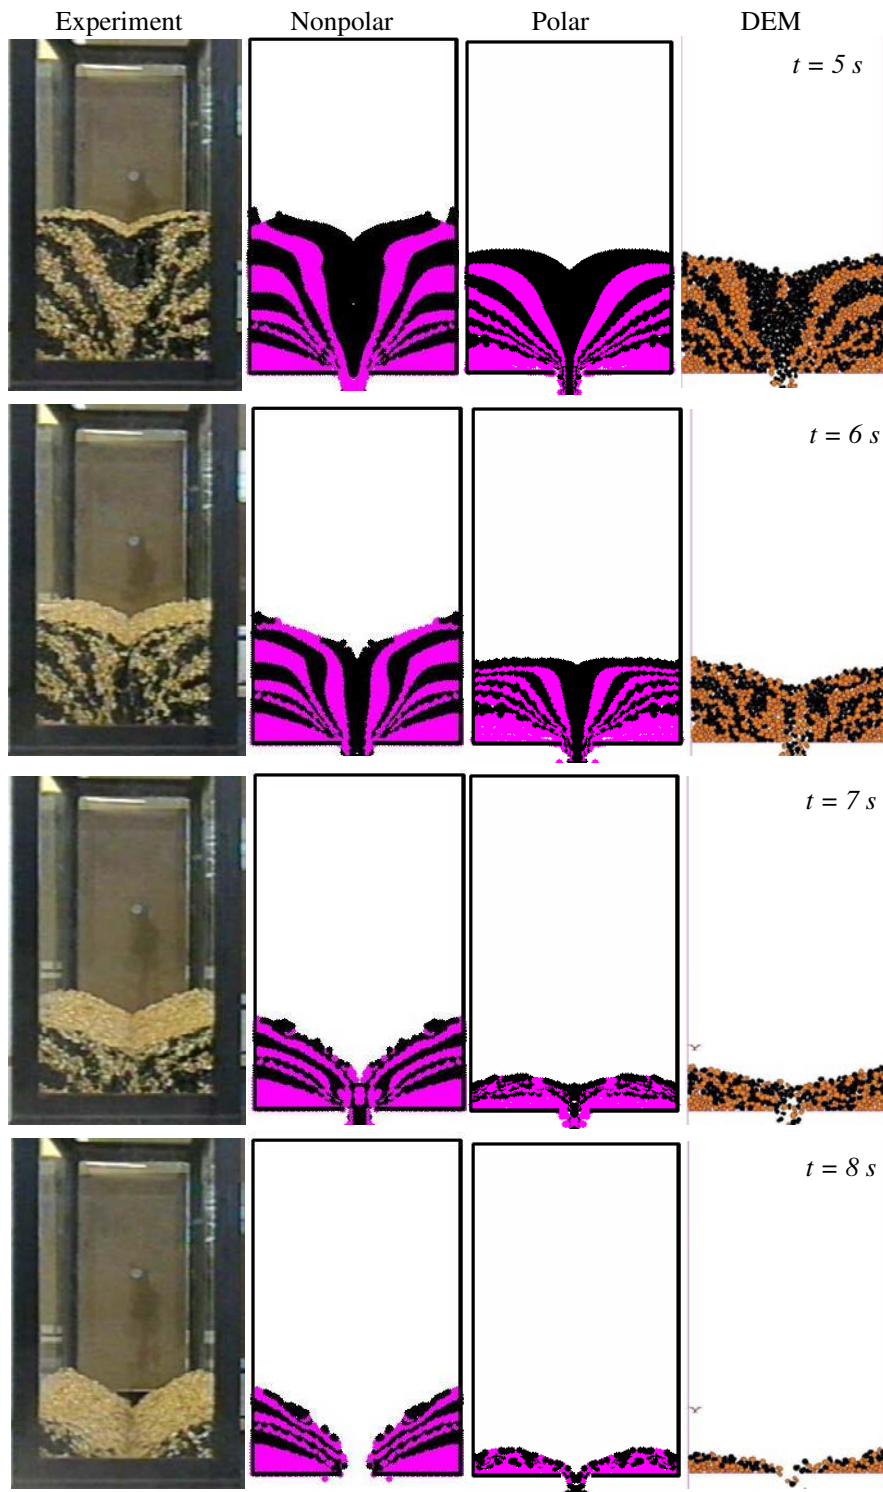 Experiment Nonpolar Polar DEM
t = 5 s
t = 6 s
t = 7 s
t = 8 s